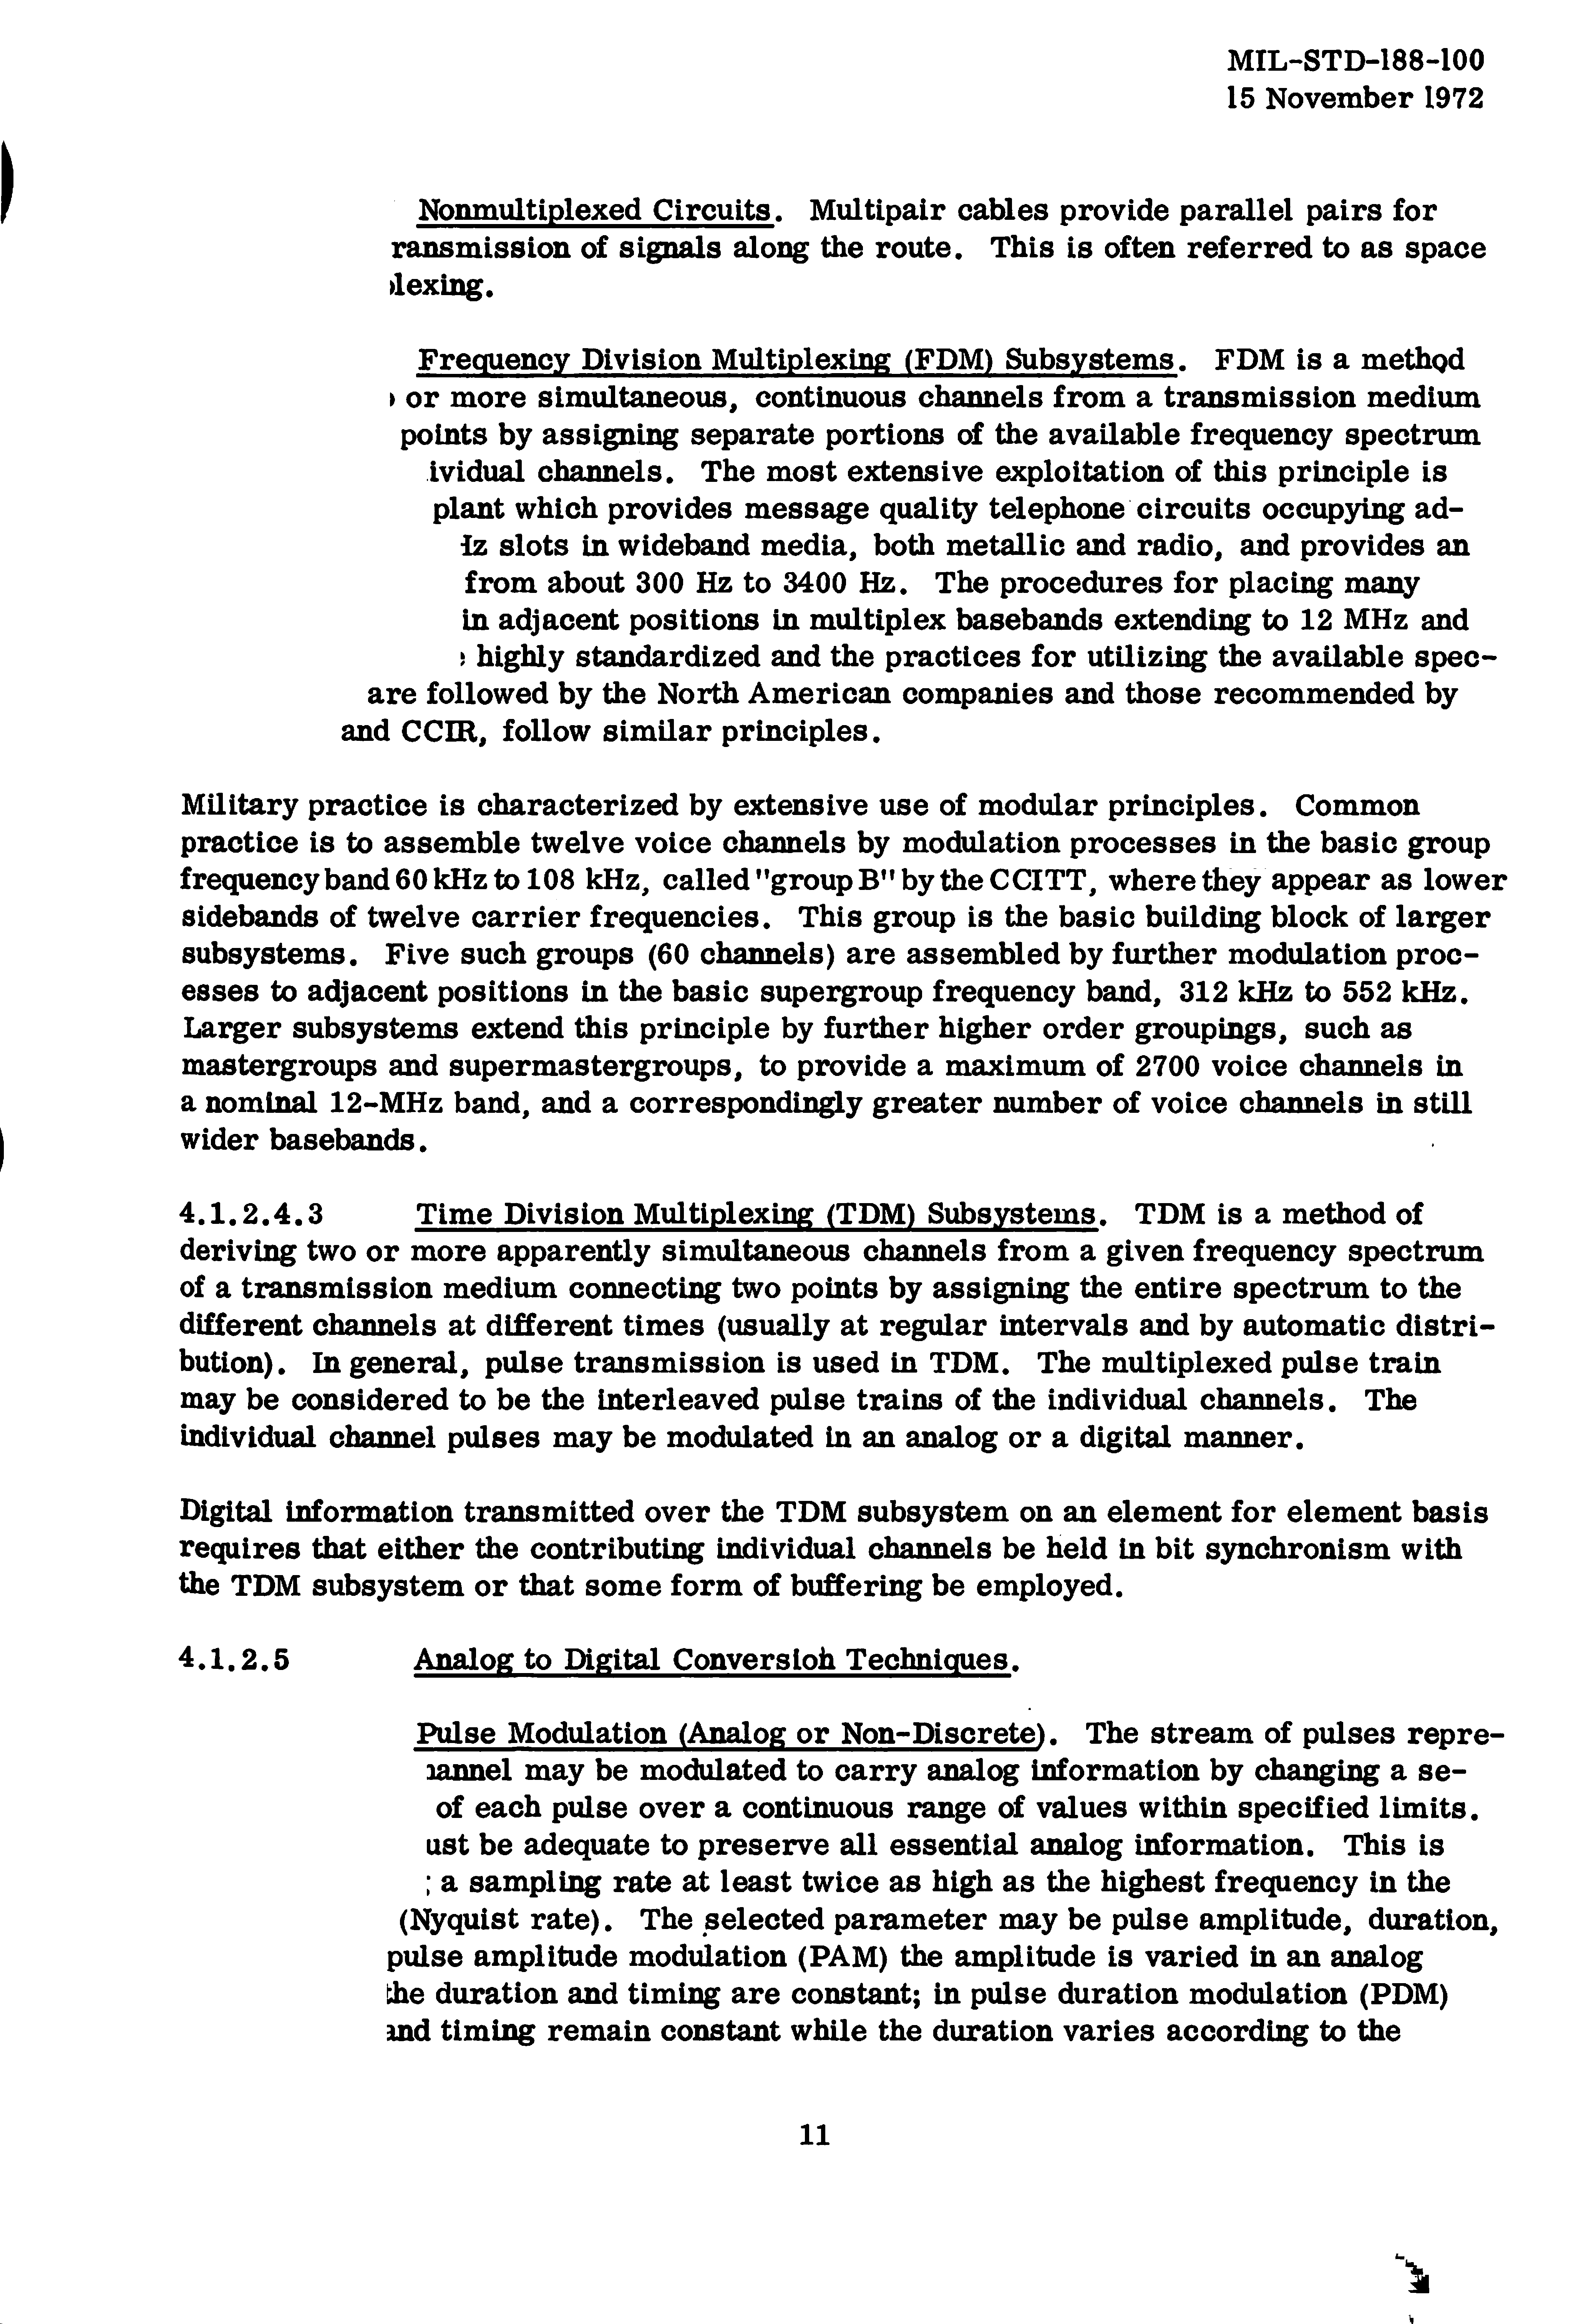 MIL-STD-188-100
15 November 1972
Nonmultiplexed Circuits. Multipair cables provide parallel pairs for
ransmission of signals along the route. This is often referred to as space
lexing.
Frequency Division Multiplexing (FDM) Subsystems. FDM is a method
or more simultaneous, continuous channels from a transmission medium
points by assigning separate portions of the available frequency spectrum
ividual channels. The most extensive exploitation of this principle is
plant which provides message quality telephone circuits occupying ad-
z slots in wideband media, both metallic and radio, and provides an
from about 300 Hz to 3400 Hz. The procedures for placing many
in adjacent positions in multiplex basebands extending to 12 MHz and
highly standardized and the practices for utilizing the available spec-
are followed by the North American companies and those recommended by
and CCIR, follow similar principles.
Military practice is characterized by extensive use of modular principles. Common
practice is to assemble twelve voice channels by modulation processes in the basic group
frequency band 60 kHz to 108 kHz, called "group B" by the CCITT, where they appear as lower
sidebands of twelve carrier frequencies. This group is the basic building block of larger
subsystems. Five such groups (60 channels) are assembled by further modulation proc-
esses to adjacent positions in the basic supergroup frequency band, 312 kHz to 552 kHz.
Larger subsystems extend this principle by further higher order groupings, such as
mastergroups and supermastergroups, to provide a maximum of 2700 voice channels in
a nominal 12-MHz band, and a correspondingly greater number of voice channels in still
wider basebands.
4.1.2.4.3 Time Division Multiplexing (TDM) Subsystems. TDM is a method of
deriving two or more apparently simultaneous channels from a given frequency spectrum
of a transmission medium connecting two points by assigning the entire spectrum to the
different channels at different times (usually at regular intervals and by automatic distri-
bution). In general, pulse transmission is used in TDM. The multiplexed pulse train
may be considered to be the interleaved pulse trains of the individual channels. The
individual channel pulses may be modulated in an analog or a digital manner.
Digital information transmitted over the TDM subsystem on an element for element basis
requires that either the contributing individual channels be held in bit synchronism with
the TDM subsystem or that some form of buffering be employed.
4.1.2.5 Analog to Digital Conversion Techniques.
Pulse Modulation (Analog or Non-Discrete). The stream of pulses repre-
annel may be modulated to carry analog information by changing a se-
of each pulse over a continuous range of values within specified limits.
ust be adequate to preserve all essential analog information. This is
a sampling rate at least twice as high as the highest frequency in the
(Nyquist rate). The selected parameter may be pulse amplitude, duration,
pulse amplitude modulation (PAM) the amplitude is varied in an analog
the duration and timing are constant; in pulse duration modulation (PDM)
and timing remain constant while the duration varies according to the
11